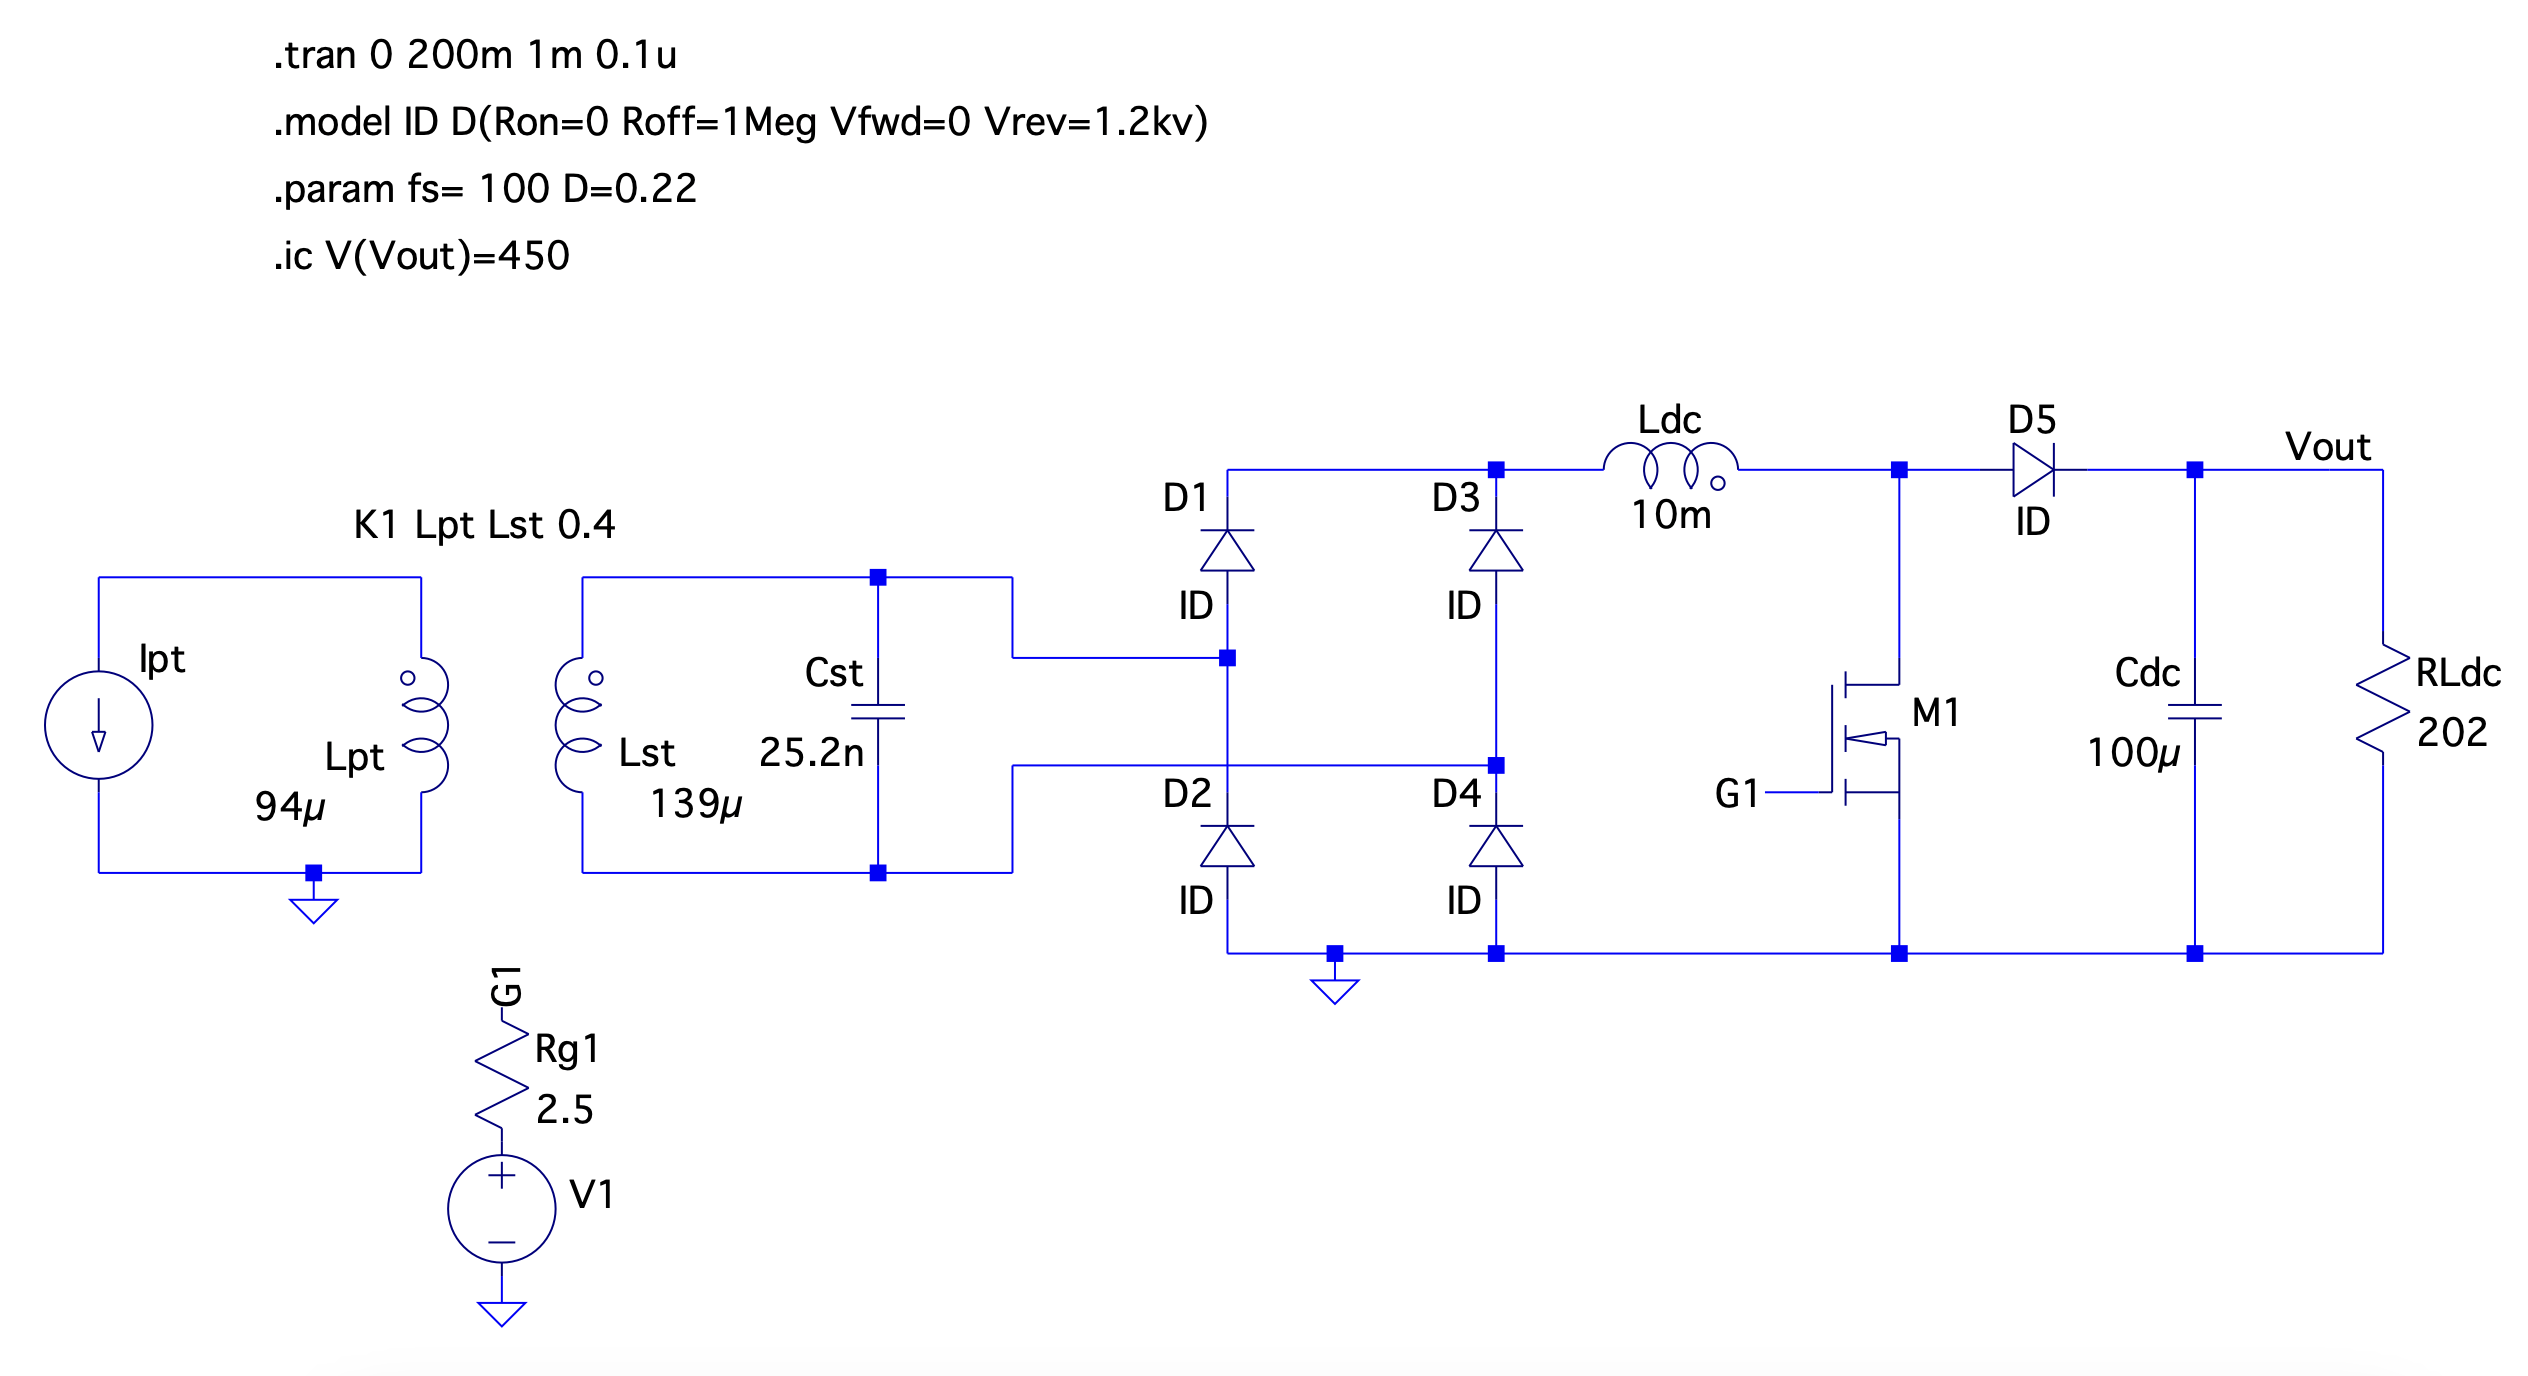 .tran 0 200m 1m 0.1u
.model ID D(Ron=0 Roff=1Meg Vfwd=0 Vrev=1.2kv)
.param fs= 100 D=0.22
.ic V(Vout)=450
Ldc
10m
D5
ID
Vout
K1 Lpt Lst 0.4
D1
ID
D3
ID
Ipt
Lpt
94µ
Lst
139µ
Cst
25.2n
D2
ID
D4
ID
G1
M1
Cdc
100µ
RLdc
202
G1
Rg1
2.5
V1